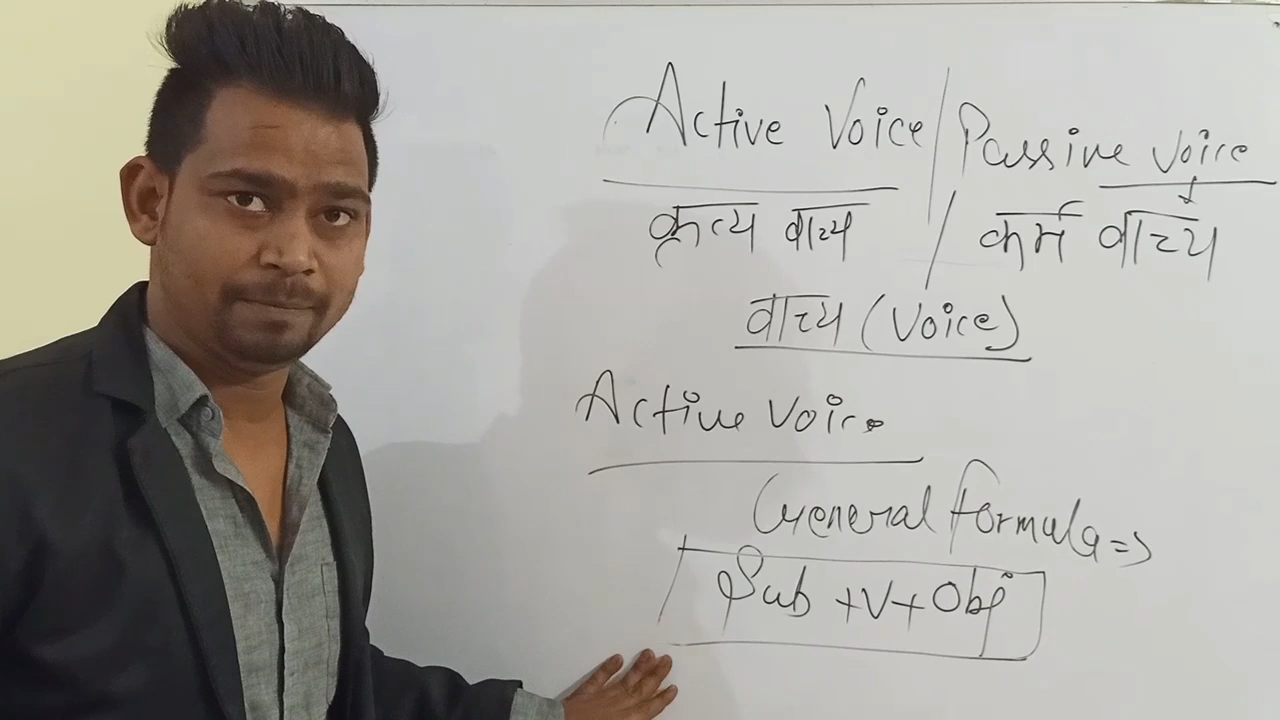 Active Voice / Passive Voice
कृत्य वाच्य / कर्म वाच्य
वाच्य (Voice)
Active Voice
General formula =>
Sub + V + Obj